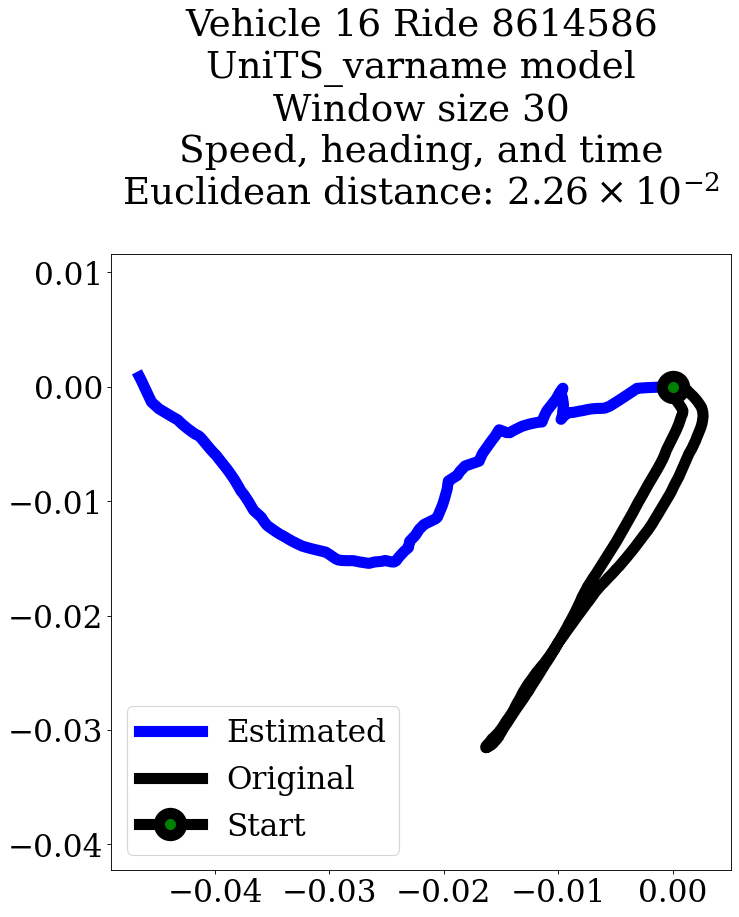 Vehicle 16 Ride 8614586
UniTS_varname model
Window size 30
Speed, heading, and time
Euclidean distance: 2.26 × 10⁻²
0.01
0.00
−0.01
−0.02
−0.03
−0.04
Estimated
Original
Start
−0.04 −0.03 −0.02 −0.01 0.00